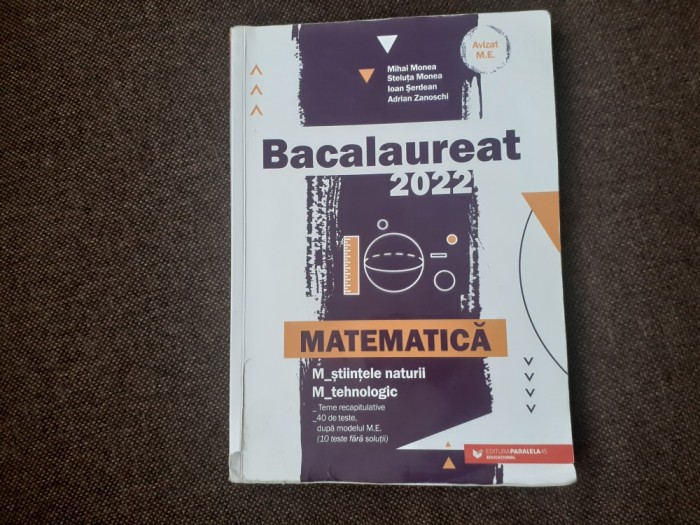 Mihai Monea
Steluța Monea
Ioan Șerdean
Adrian Zanoschi
Avizat
M.E.
Bacalaureat
2022
MATEMATICĂ
M_științele naturii
M_tehnologic
_ Teme recapitulative
_40 de teste,
după modelul M.E.
(10 teste fără soluții)
EDITURA PARALELA 45
EDUCAȚIONAL